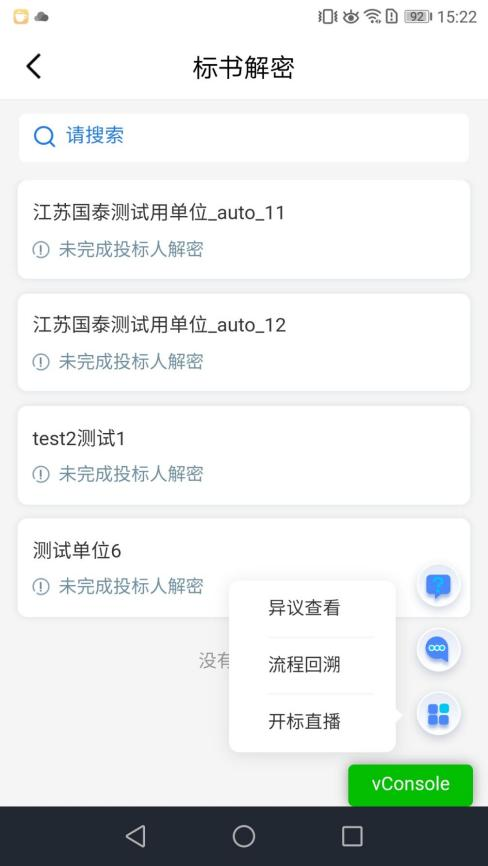 92 15:22
标书解密
请搜索
江苏国泰测试用单位_auto_11
未完成投标人解密
江苏国泰测试用单位_auto_12
未完成投标人解密
test2测试1
未完成投标人解密
测试单位6
未完成投标人解密
异议查看
没有
流程回溯
开标直播
vConsole